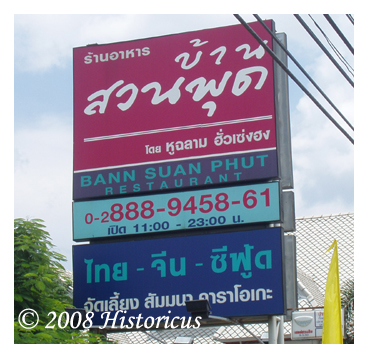 ร้านอาหาร
บ้าน
สวนพุด
โดย หูฉลาม ฮั่วเซ่งฮง
BANN SUAN PHUT
RESTAURANT
0-2888-9458-61
เปิด 11:00 - 23:00 น.
ไทย - จีน - ซีฟู้ด
จัดเลี้ยง สัมมนา คาราโอเกะ
© 2008 Historicus